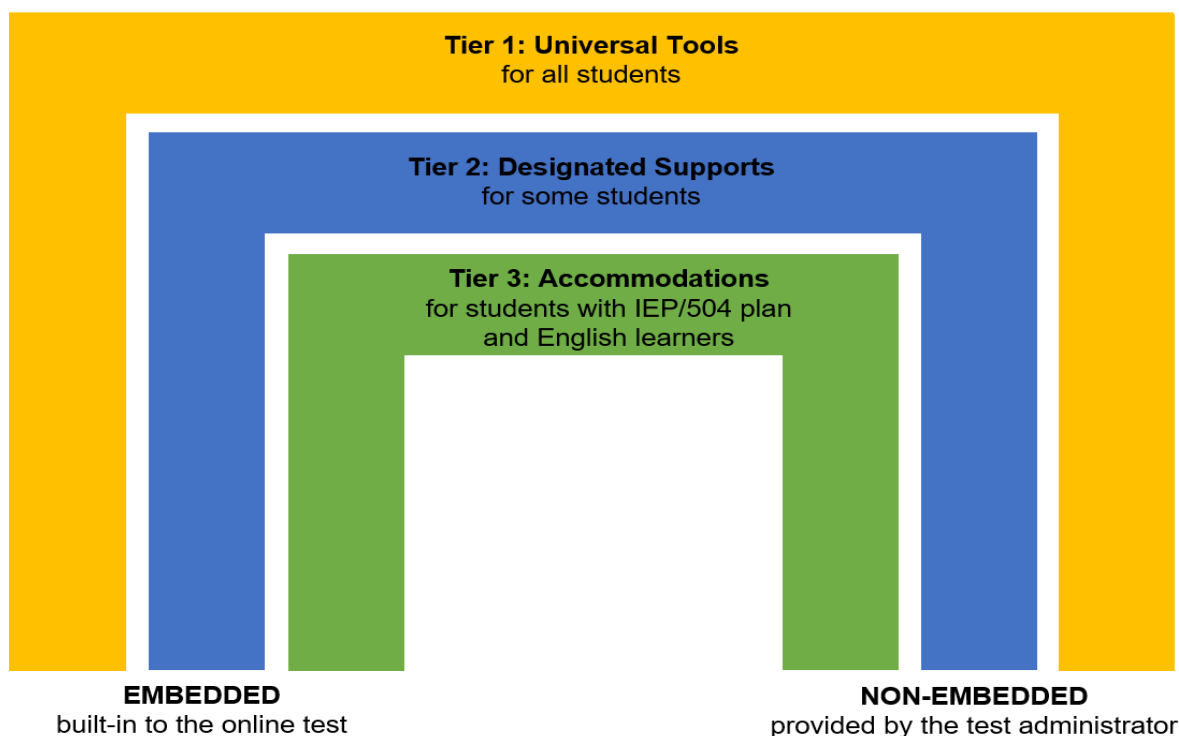 Tier 1: Universal Tools
for all students
Tier 2: Designated Supports
for some students
Tier 3: Accommodations
for students with IEP/504 plan
and English learners
EMBEDDED
built-in to the online test
NON-EMBEDDED
provided by the test administrator